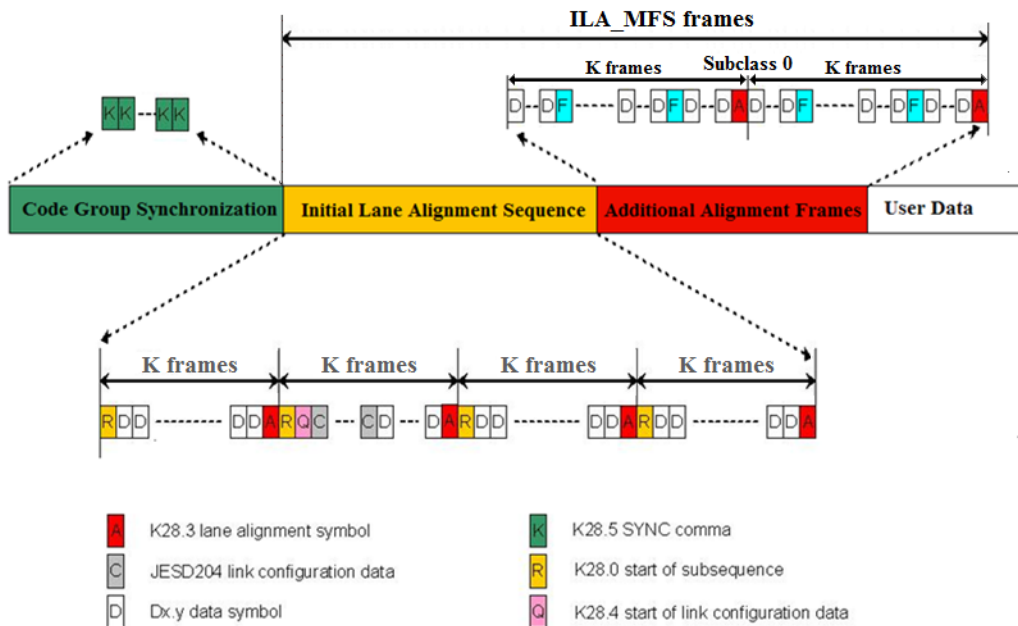 ILA_MFS frames
K frames Subclass 0 K frames
K K K K D D F D D F D D A D D F D D F D D A
Code Group Synchronization Initial Lane Alignment Sequence Additional Alignment Frames User Data
K frames K frames K frames K frames
R D D D D A R Q C C D D A R D D D D A R D D D D A
A K28.3 lane alignment symbol K K28.5 SYNC comma
C JESD204 link configuration data R K28.0 start of subsequence
D Dx.y data symbol Q K28.4 start of link configuration data